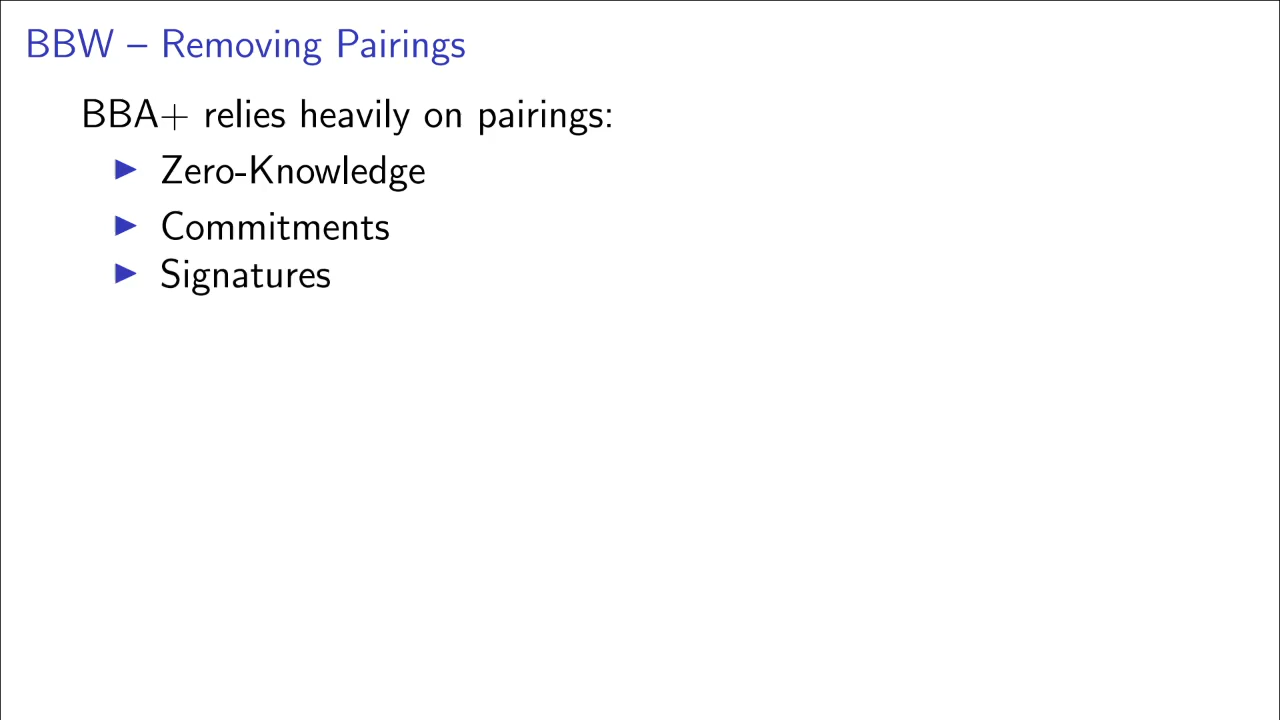 BBW – Removing Pairings
BBA+ relies heavily on pairings:
Zero-Knowledge
Commitments
Signatures